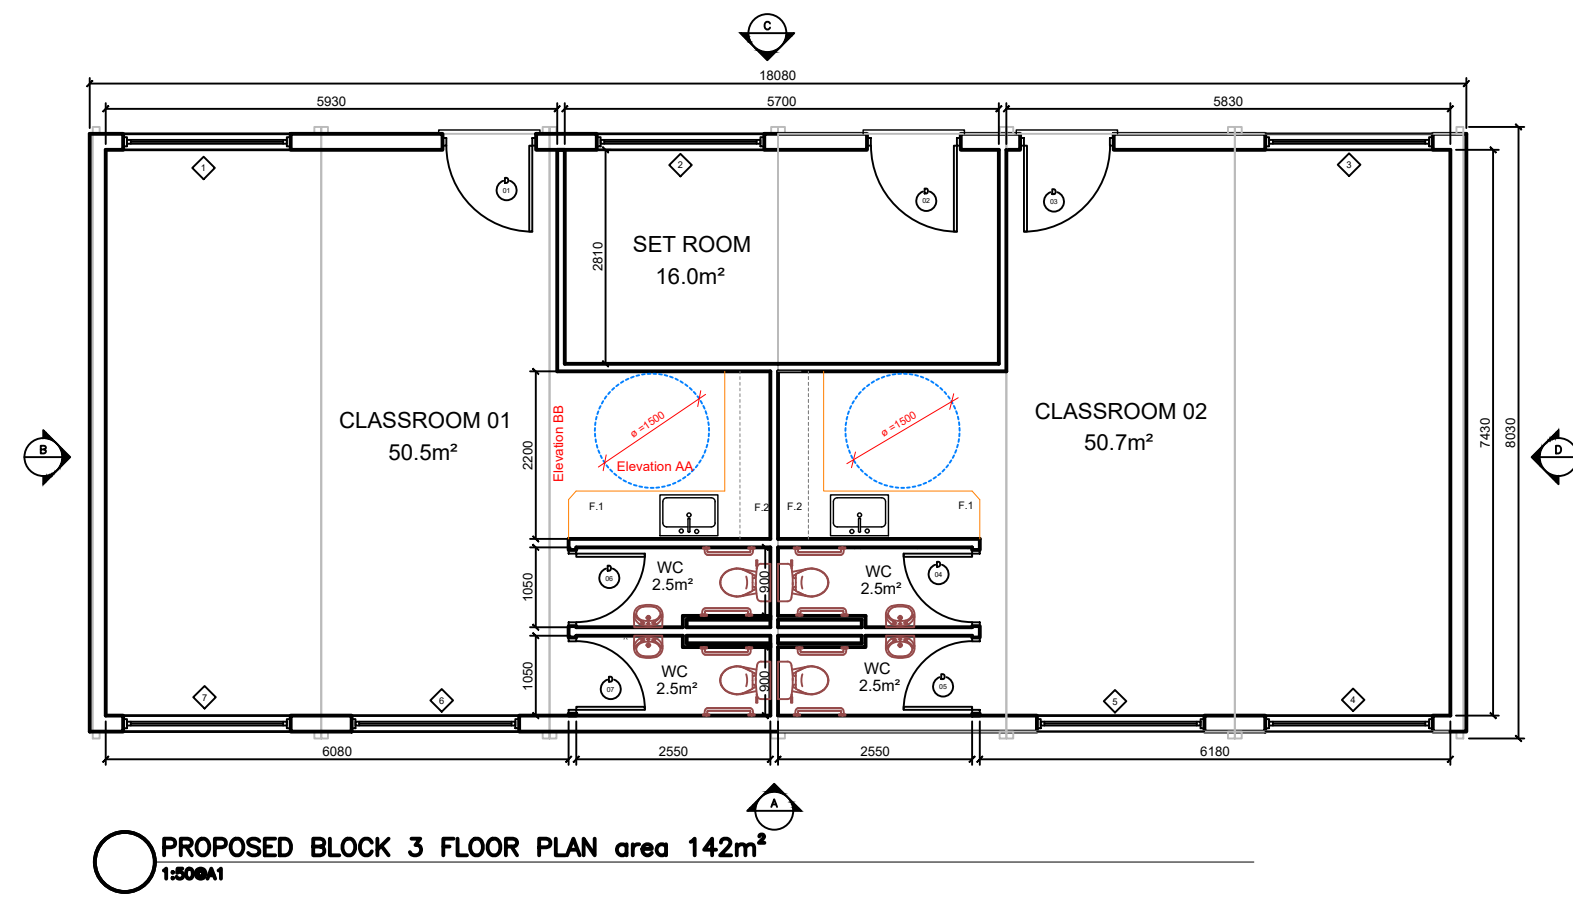 C
18080
5930
5700
5830
1
2
3
D
01
D
02
D
03
SET ROOM
16.0m²
2810
CLASSROOM 01
50.5m²
CLASSROOM 02
50.7m²
B
D
2200
Elevation BB
ø =1500
Elevation AA
ø =1500
7430
8030
F.1
F.2
F.2
F.1
1050
D
06
WC
2.5m²
900
WC
2.5m²
D
04
1050
D
07
WC
2.5m²
900
WC
2.5m²
D
05
7
6
5
4
6080
2550
2550
6180
A
PROPOSED BLOCK 3 FLOOR PLAN area 142m²
1:50@A1